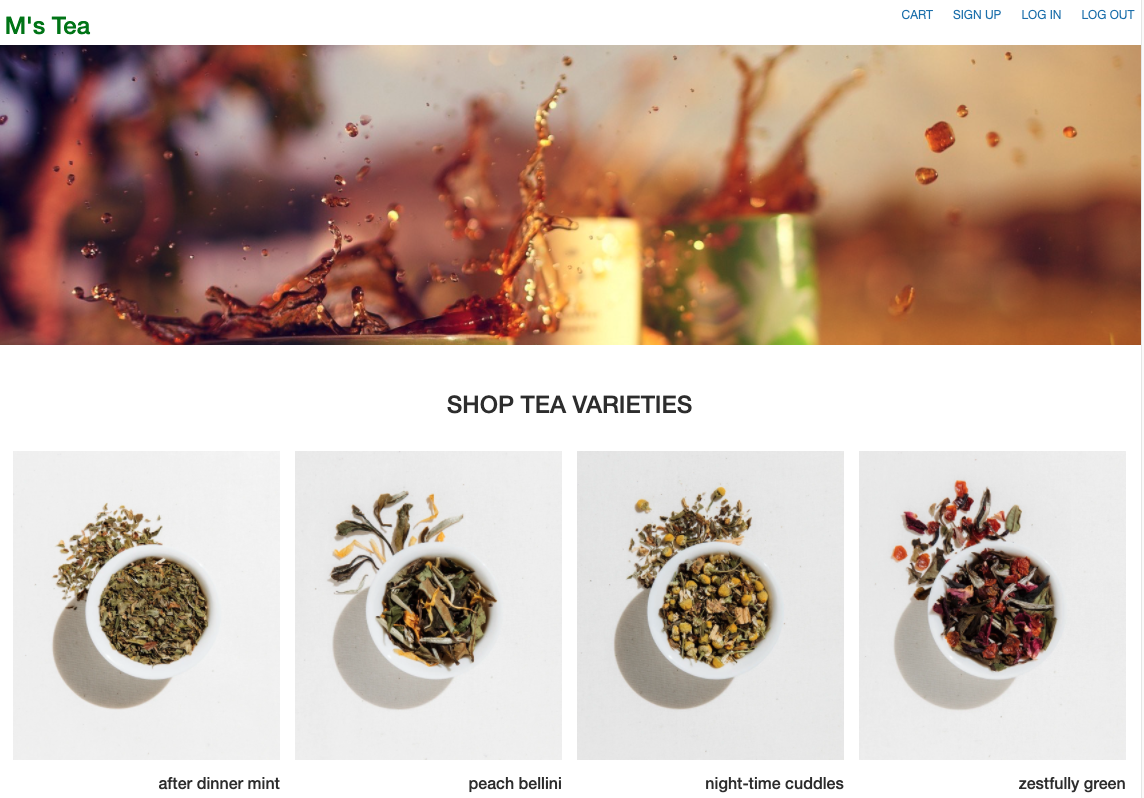 M's Tea
CART SIGN UP LOG IN LOG OUT
SHOP TEA VARIETIES
after dinner mint
peach bellini
night-time cuddles
zestfully green